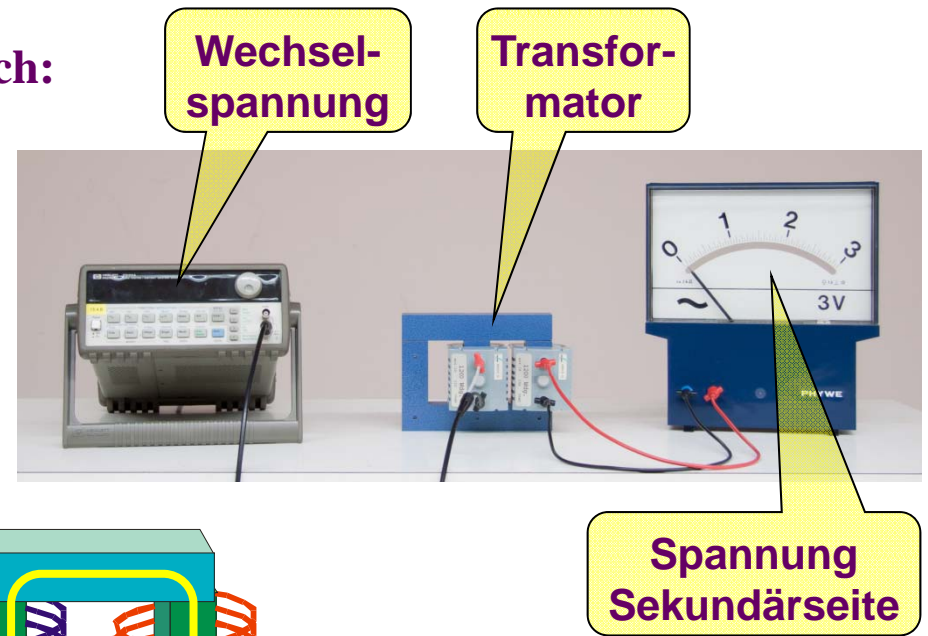 ch:
Wechsel-
spannung
Transfor-
mator
0 1 2 3
~ 3V
PHYWE
Spannung
Sekundärseite